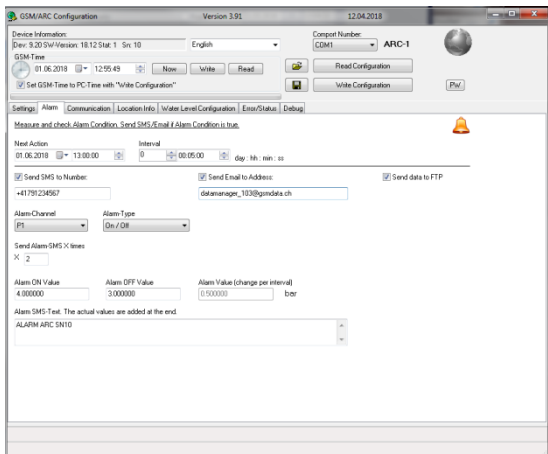 GSM/ARC Configuration Version 3.91 12.04.2018
Device Information: Comport Number:
Dev: 9.20 SW-Version: 18.12 Stat: 1 Sn: 10 English COM1 ARC-1
GSM-Time
01.06.2018 12:55:49 Now Write Read Read Configuration
Set GSM-Time to PC-Time with "Write Configuration" Write Configuration PW
Settings Alarm Communication Location Info Water Level Configuration Error/Status Debug
Measure and check Alarm Condition. Send SMS/Email if Alarm Condition is true.
Next Action Interval
01.06.2018 13:00:00 0 00:05:00 day : hh : min : ss
Send SMS to Number: Send Email to Address: Send data to FTP
+41791234567 datamanager_103@gsmdata.ch
Alarm-Channel Alarm-Type
P1 On / Off
Send Alarm-SMS X times
X 2
Alarm ON Value Alarm OFF Value Alarm Value (change per interval)
4.000000 3.000000 0.500000 bar
Alarm SMS-Text. The actual values are added at the end.
ALARM ARC SN10